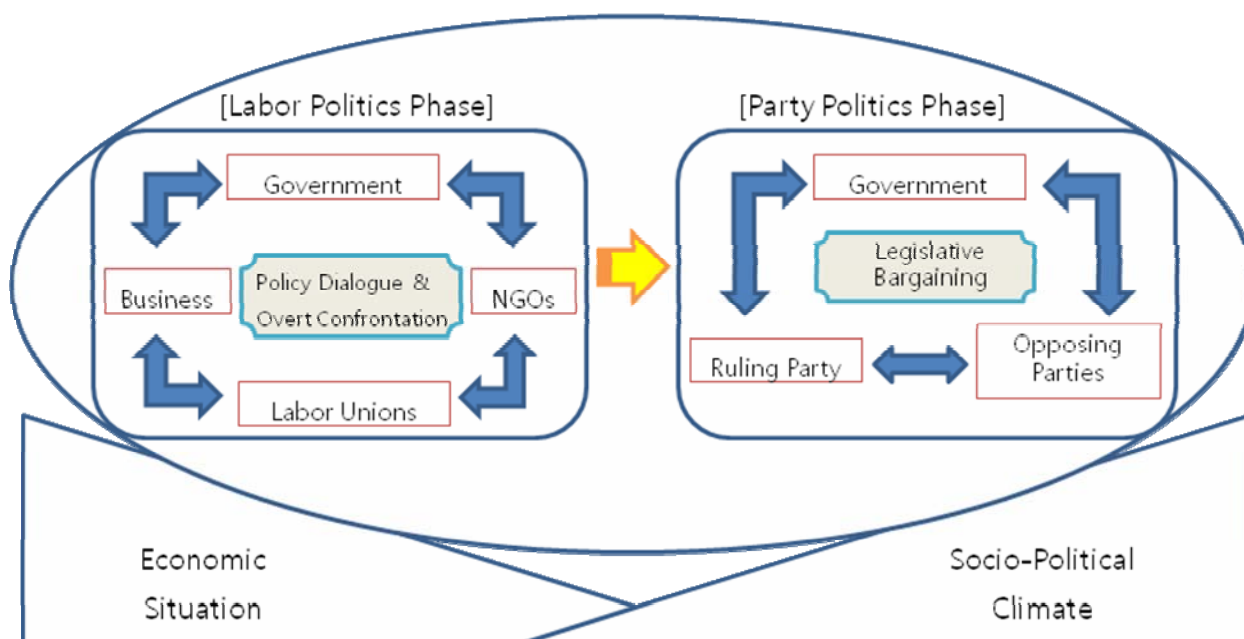 [Labor Politics Phase]
Government
Business
Policy Dialogue &
Overt Confrontation
NGOs
Labor Unions
[Party Politics Phase]
Government
Legislative
Bargaining
Ruling Party
Opposing
Parties
Economic
Situation
Socio-Political
Climate